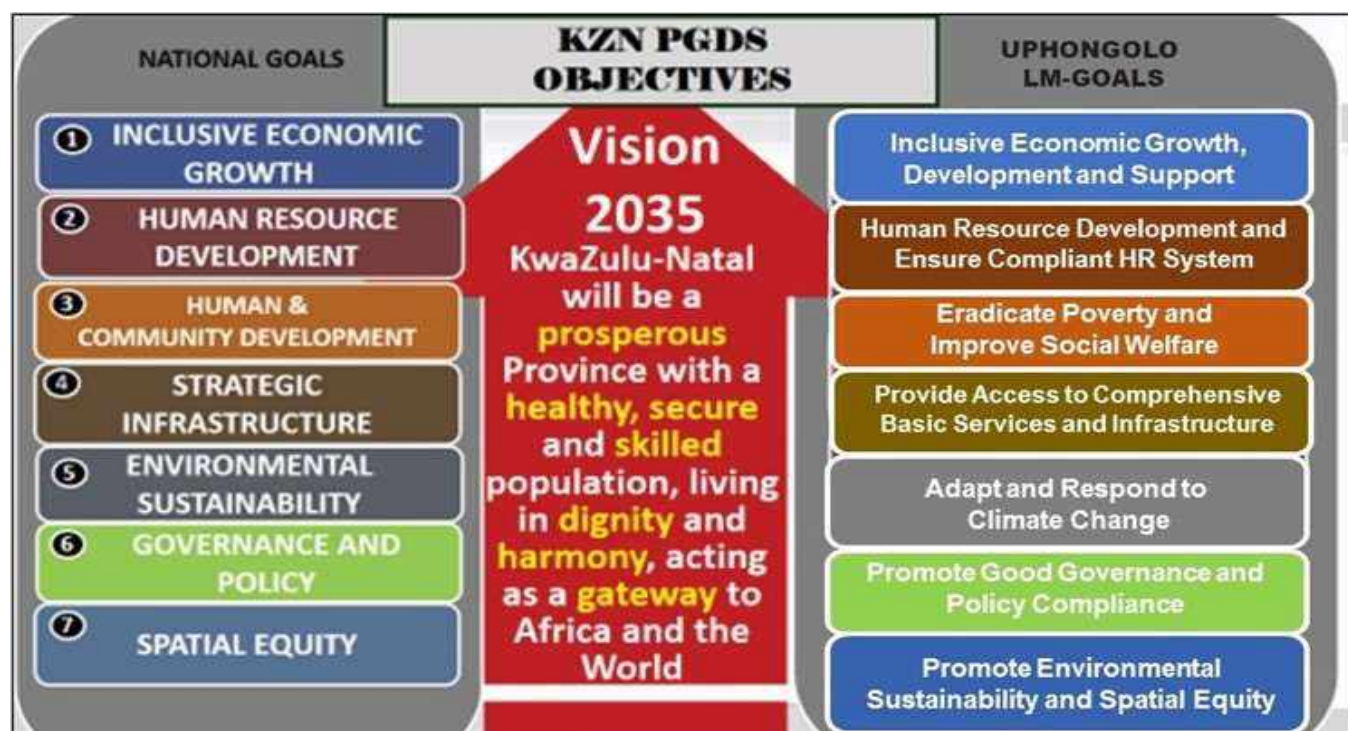 NATIONAL GOALS
KZN PGDS
OBJECTIVES
UPHONGOLO
LM-GOALS
1 INCLUSIVE ECONOMIC
GROWTH
2 HUMAN RESOURCE
DEVELOPMENT
3 HUMAN &
COMMUNITY DEVELOPMENT
4 STRATEGIC
INFRASTRUCTURE
5 ENVIRONMENTAL
SUSTAINABILITY
6 GOVERNANCE AND
POLICY
7 SPATIAL EQUITY
Vision
2035
KwaZulu-Natal
will be a
prosperous
Province with a
healthy, secure
and skilled
population, living
in dignity and
harmony, acting
as a gateway to
Africa and the
World
Inclusive Economic Growth,
Development and Support
Human Resource Development and
Ensure Compliant HR System
Eradicate Poverty and
Improve Social Welfare
Provide Access to Comprehensive
Basic Services and Infrastructure
Adapt and Respond to
Climate Change
Promote Good Governance and
Policy Compliance
Promote Environmental
Sustainability and Spatial Equity